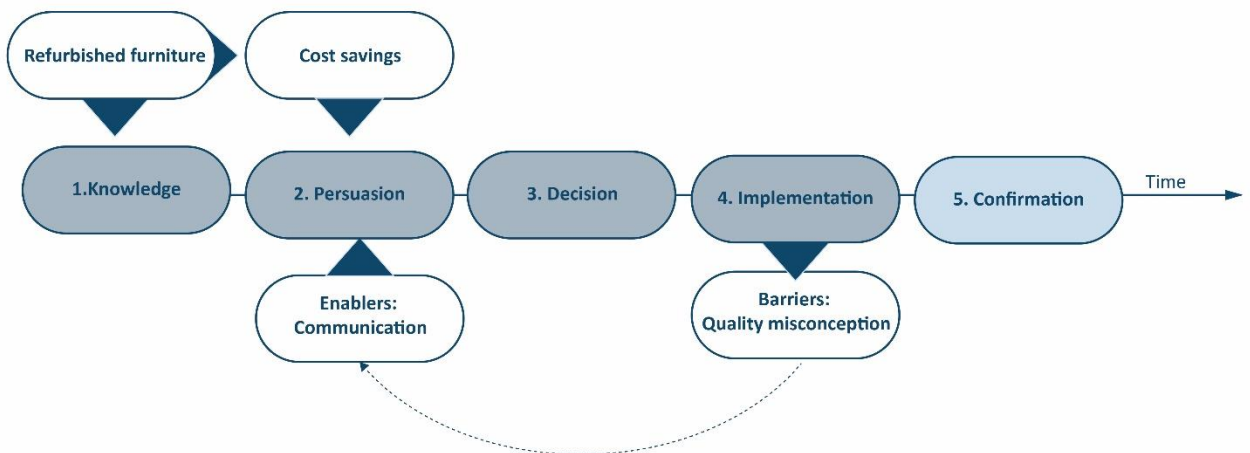 Refurbished furniture
Cost savings
1.Knowledge
2. Persuasion
3. Decision
4. Implementation
5. Confirmation
Time
Enablers:
Communication
Barriers:
Quality misconception